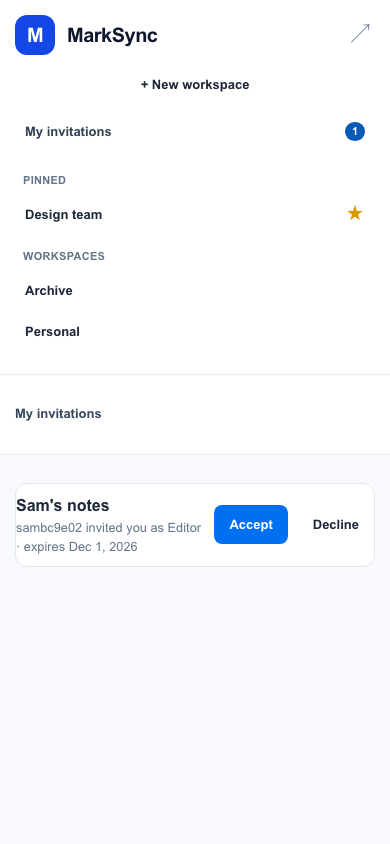 M MarkSync
+ New workspace
My invitations 1
PINNED
Design team
WORKSPACES
Archive
Personal
My invitations
Sam's notes
sambc9e02 invited you as Editor
· expires Dec 1, 2026
Accept Decline